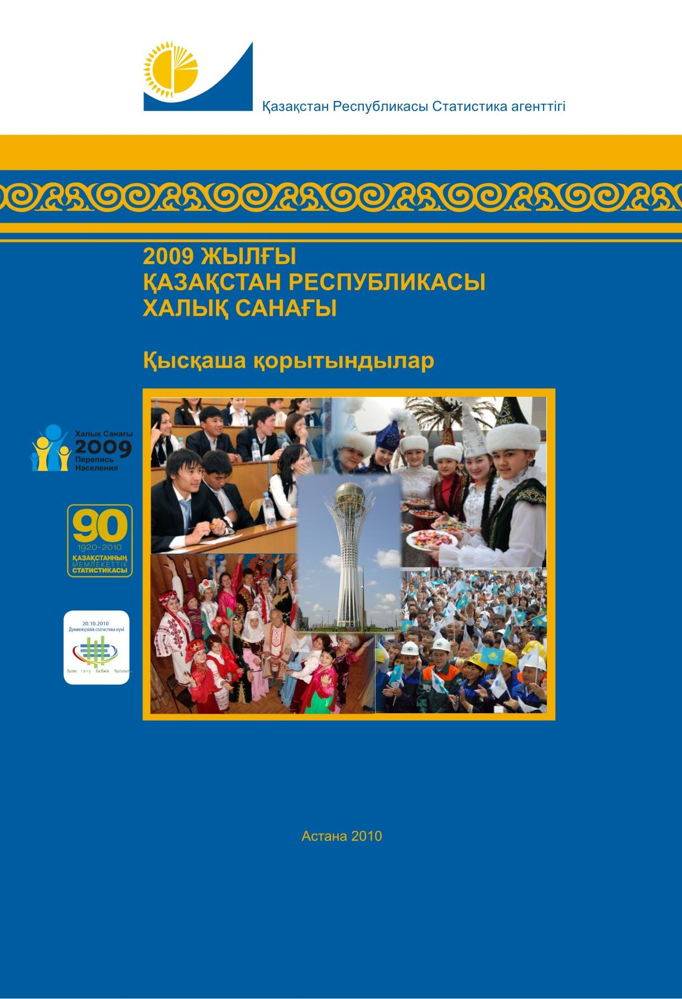 Қазақстан Республикасы Статистика агенттігі
2009 ЖЫЛҒЫ
ҚАЗАҚСТАН РЕСПУБЛИКАСЫ
ХАЛЫҚ САНАҒЫ
Қысқаша қорытындылар
Халық Санағы
2009
Перепись
Населения
90
1920-2010
ҚАЗАҚСТАННЫҢ
МЕМЛЕКЕТТІК
СТАТИСТИКАСЫ
20.10.2010
Дүниежүзілік статистика күні
Кәсібилік
Астана 2010